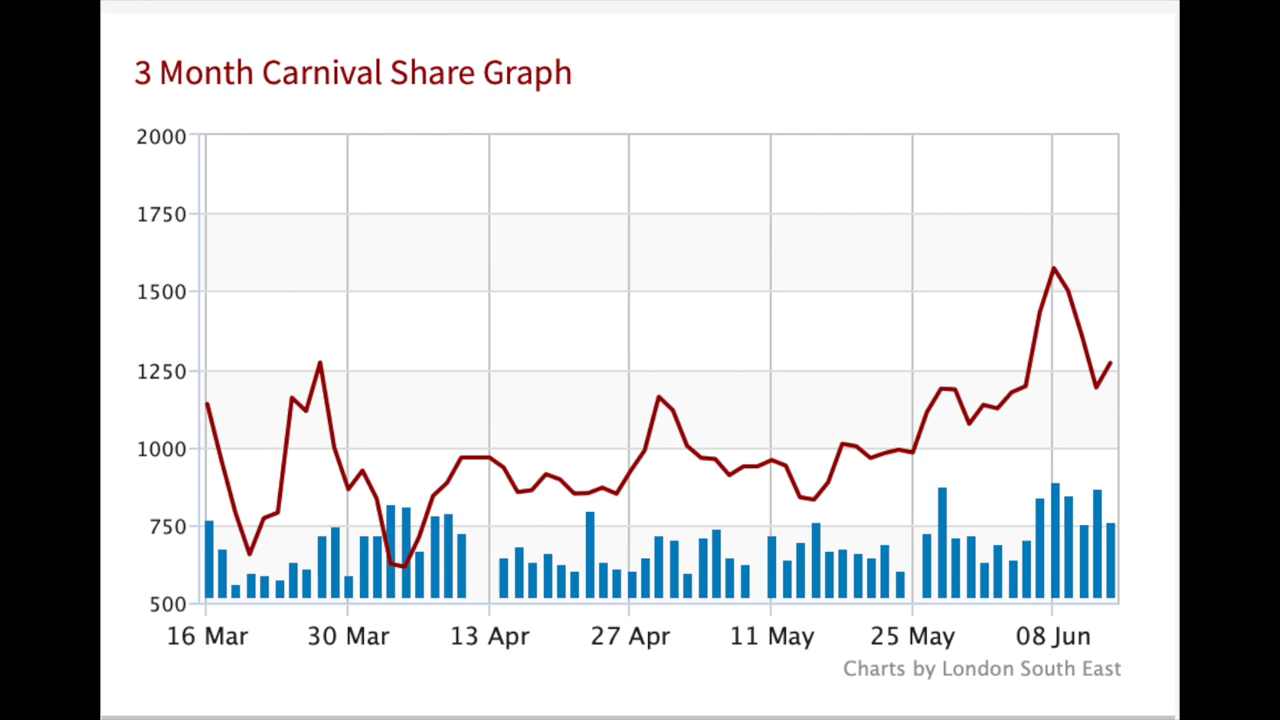 3 Month Carnival Share Graph
2000
1750
1500
1250
1000
750
500
16 Mar 30 Mar 13 Apr 27 Apr 11 May 25 May 08 Jun
Charts by London South East